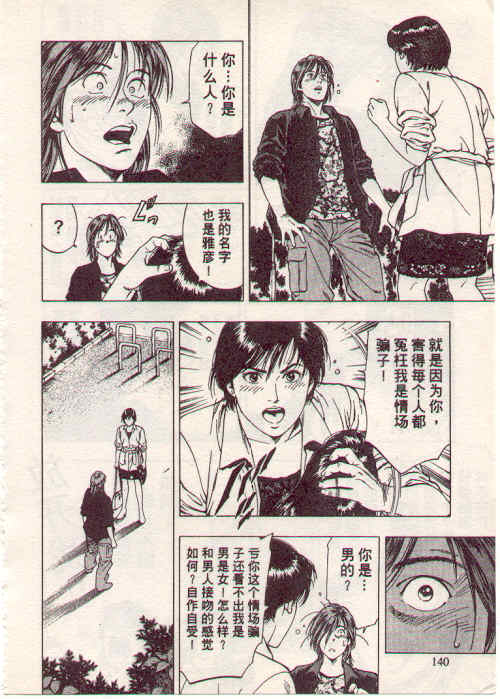 你…你是
什么人？
我的名字
也是雅彦！
？
就是因为你，
害得每个人都
冤枉我是情场
骗子！
你是…
男的？
亏你这个情场骗
子还看不出我是
男是女！怎么样？
和男人接吻的感觉
如何？自作自受！
140